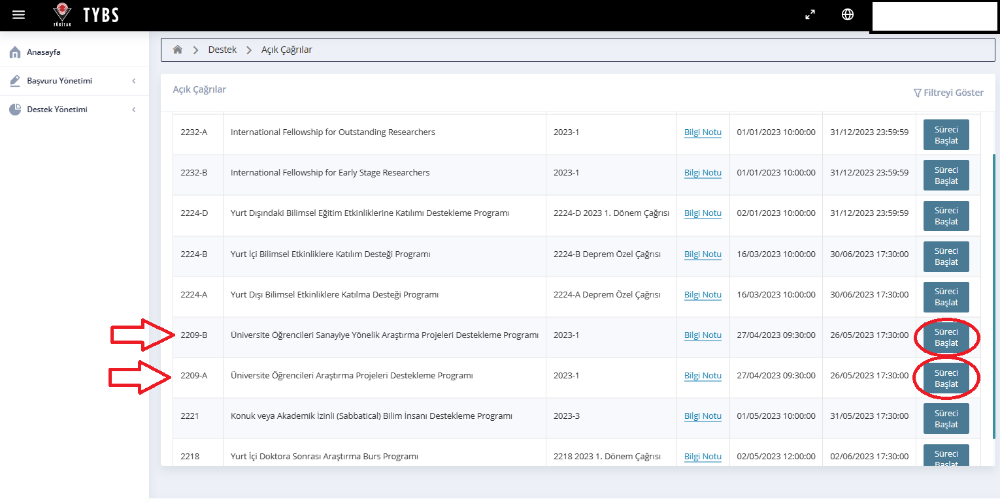 TÜBİTAK
TYBS
Anasayfa
Başvuru Yönetimi
Destek Yönetimi
Destek
Açık Çağrılar
Açık Çağrılar
Filtreyi Göster
2232-A International Fellowship for Outstanding Researchers 2023-1 Bilgi Notu 01/01/2023 10:00:00 31/12/2023 23:59:59 Süreci
Başlat
2232-B International Fellowship for Early Stage Researchers 2023-1 Bilgi Notu 01/01/2023 10:00:00 31/12/2023 23:59:59 Süreci
Başlat
2224-D Yurt Dışındaki Bilimsel Eğitim Etkinliklerine Katılımı Destekleme Programı 2224-D 2023 1. Dönem Çağrısı Bilgi Notu 02/01/2023 10:00:00 31/12/2023 23:59:59 Süreci
Başlat
2224-B Yurt İçi Bilimsel Etkinliklere Katılım Desteği Programı 2224-B Deprem Özel Çağrısı Bilgi Notu 16/03/2023 10:00:00 30/06/2023 17:30:00 Süreci
Başlat
2224-A Yurt Dışı Bilimsel Etkinliklere Katılma Desteği Programı 2224-A Deprem Özel Çağrısı Bilgi Notu 16/03/2023 10:00:00 30/06/2023 17:30:00 Süreci
Başlat
2209-B Üniversite Öğrencileri Sanayiye Yönelik Araştırma Projeleri Destekleme Programı 2023-1 Bilgi Notu 27/04/2023 09:30:00 26/05/2023 17:30:00 Süreci
Başlat
2209-A Üniversite Öğrencileri Araştırma Projeleri Destekleme Programı 2023-1 Bilgi Notu 27/04/2023 09:30:00 26/05/2023 17:30:00 Süreci
Başlat
2221 Konuk veya Akademik İzinli (Sabbatical) Bilim İnsanı Destekleme Programı 2023-3 Bilgi Notu 01/05/2023 10:00:00 31/05/2023 17:30:00 Süreci
Başlat
2218 Yurt İçi Doktora Sonrası Araştırma Burs Programı 2218 2023 1. Dönem Çağrısı Bilgi Notu 02/05/2023 12:00:00 02/06/2023 17:30:00 Süreci
Başlat